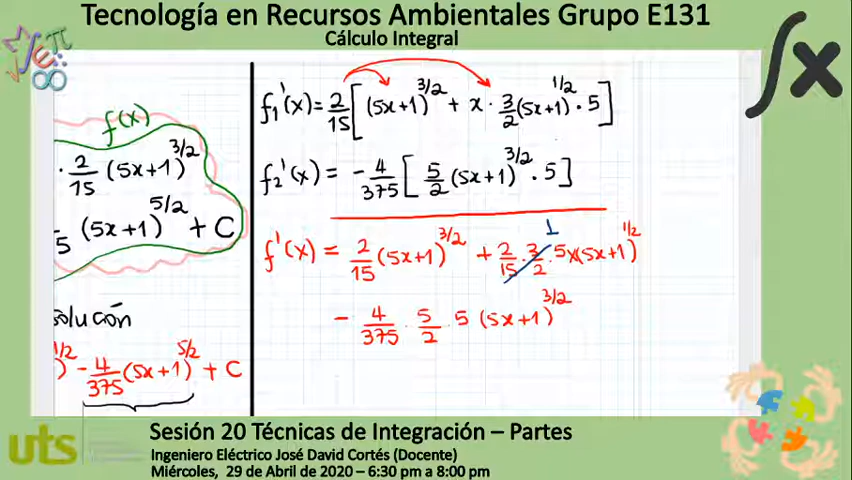 Tecnología en Recursos Ambientales Grupo E131
Cálculo Integral
f(x)
· 2/15 (5x+1)^3/2
5 (5x+1)^5/2 + C
solución
)^1/2 - 4/375 (5x+1)^5/2 + C
f₁'(x) = 2/15 [ (5x+1)^3/2 + x · 3/2 (5x+1)^1/2 · 5 ]
f₂'(x) = - 4/375 [ 5/2 (5x+1)^3/2 · 5 ]
1
f'(x) = 2/15 (5x+1)^3/2 + 2/15 · 3/2 · 5x(5x+1)^1/2
- 4/375 · 5/2 · 5 (5x+1)^3/2
∫x
uts
Sesión 20 Técnicas de Integración – Partes
Ingeniero Eléctrico José David Cortés (Docente)
Miércoles, 29 de Abril de 2020 – 6:30 pm a 8:00 pm